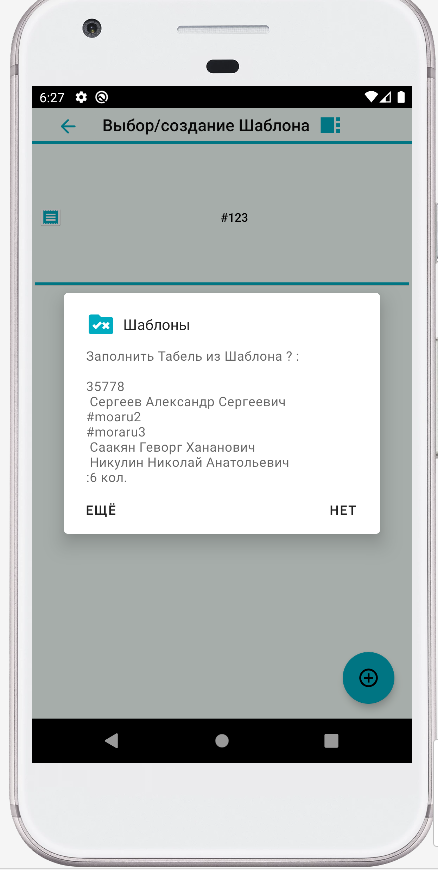 6:27
Выбор/создание Шаблона
#123
Шаблоны
Заполнить Табель из Шаблона ? :
35778
Сергеев Александр Сергеевич
#moaru2
#moraru3
Саакян Геворг Хананович
Никулин Николай Анатольевич
:6 кол.
ЕЩЁ
НЕТ